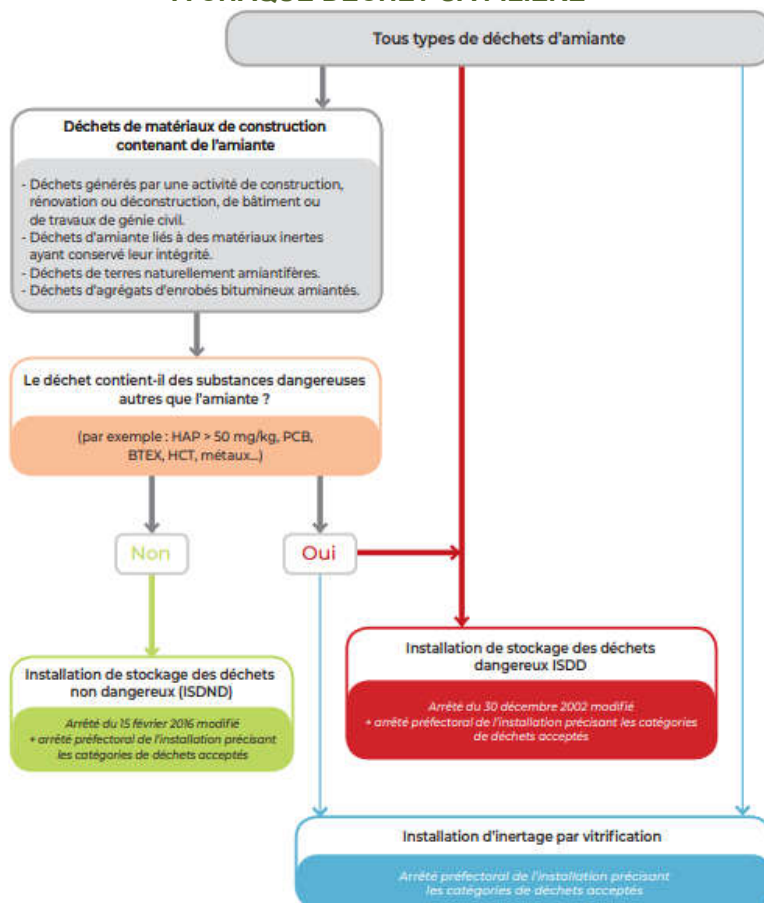 Tous types de déchets d'amiante
Déchets de matériaux de construction
contenant de l'amiante
- Déchets générés par une activité de construction,
rénovation ou déconstruction, de bâtiment ou
de travaux de génie civil.
- Déchets d'amiante liés à des matériaux inertes
ayant conservé leur intégrité.
- Déchets de terres naturellement amiantifères.
- Déchets d'agrégats d'enrobés bitumineux amiantés.
Le déchet contient-il des substances dangereuses
autres que l'amiante ?
(par exemple : HAP > 50 mg/kg, PCB,
BTEX, HCT, métaux...)
Non
Oui
Installation de stockage des déchets
non dangereux (ISDND)
Arrêté du 15 février 2016 modifié
+ arrêté préfectoral de l'installation précisant
les catégories de déchets acceptés
Installation de stockage des déchets
dangereux ISDD
Arrêté du 30 décembre 2002 modifié
+ arrêté préfectoral de l'installation précisant les catégories
de déchets acceptés
Installation d'inertage par vitrification
Arrêté préfectoral de l'installation précisant
les catégories de déchets acceptés